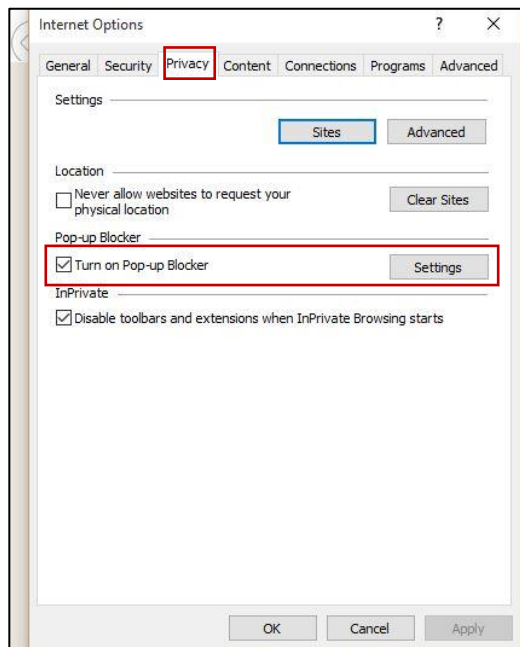 Internet Options ? ×
General Security Privacy Content Connections Programs Advanced
Settings
Sites Advanced
Location
Never allow websites to request your
physical location
Clear Sites
Pop-up Blocker
Turn on Pop-up Blocker Settings
InPrivate
Disable toolbars and extensions when InPrivate Browsing starts
OK Cancel Apply